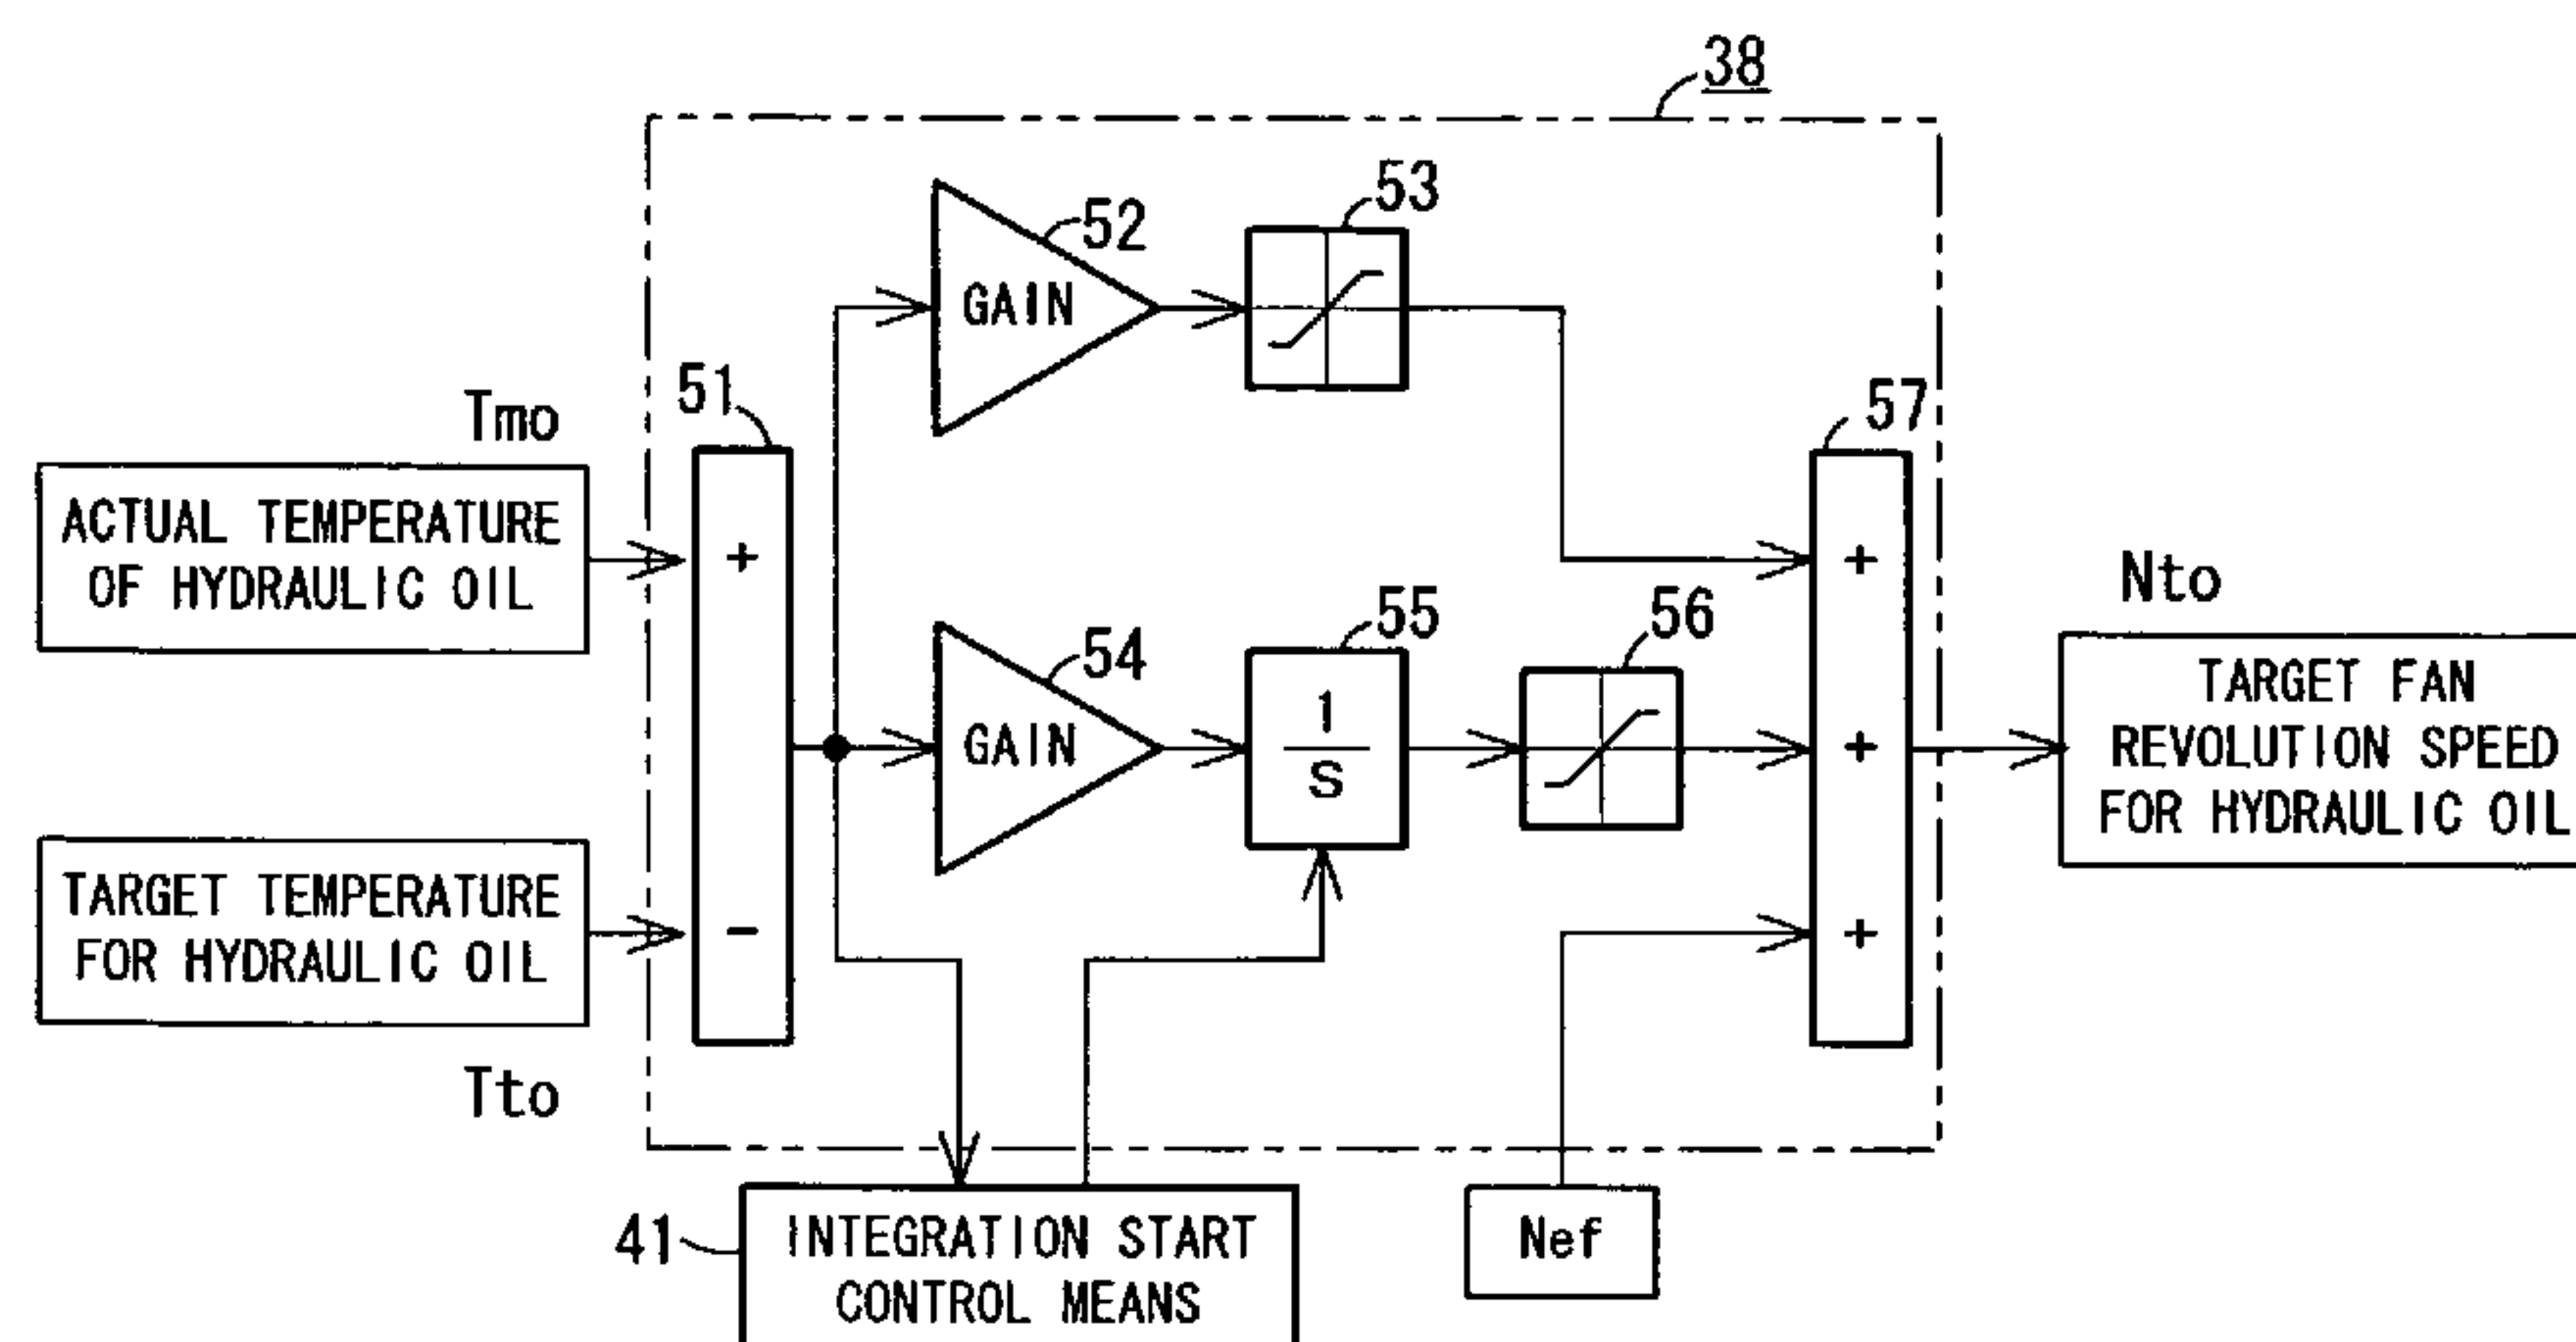 38
53
52
GAIN
57
51
Tmo
ACTUAL TEMPERATURE
OF HYDRAULIC OIL
+
+
Nto
55
56
54
GAIN
1
S
+
TARGET FAN
REVOLUTION SPEED
FOR HYDRAULIC OIL
TARGET TEMPERATURE
FOR HYDRAULIC OIL
-
+
Tto
41
INTEGRATION START
CONTROL MEANS
Nef